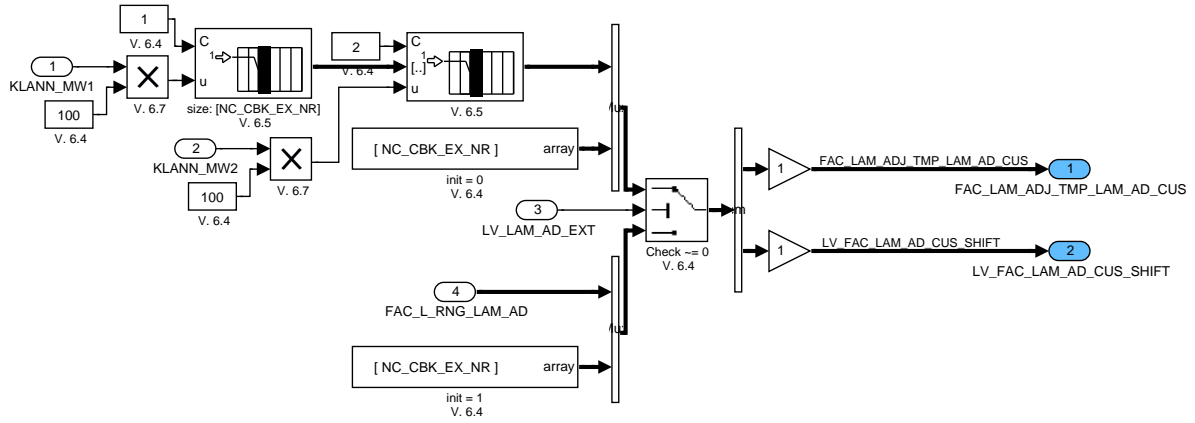 1
V. 6.4
C
1
u
size: [NC_CBK_EX_NR]
V. 6.5
1
KLANN_MW1
100
V. 6.4
V. 6.7
2
V. 6.4
C
[..]
1
u
V. 6.5
2
KLANN_MW2
100
V. 6.4
V. 6.7
[ NC_CBK_EX_NR ] array
init = 0
V. 6.4
3
LV_LAM_AD_EXT
Check ~= 0
V. 6.4
4
FAC_L_RNG_LAM_AD
[ NC_CBK_EX_NR ] array
init = 1
V. 6.4
1
FAC_LAM_ADJ_TMP_LAM_AD_CUS
1
FAC_LAM_ADJ_TMP_LAM_AD_CUS
1
LV_FAC_LAM_AD_CUS_SHIFT
2
LV_FAC_LAM_AD_CUS_SHIFT